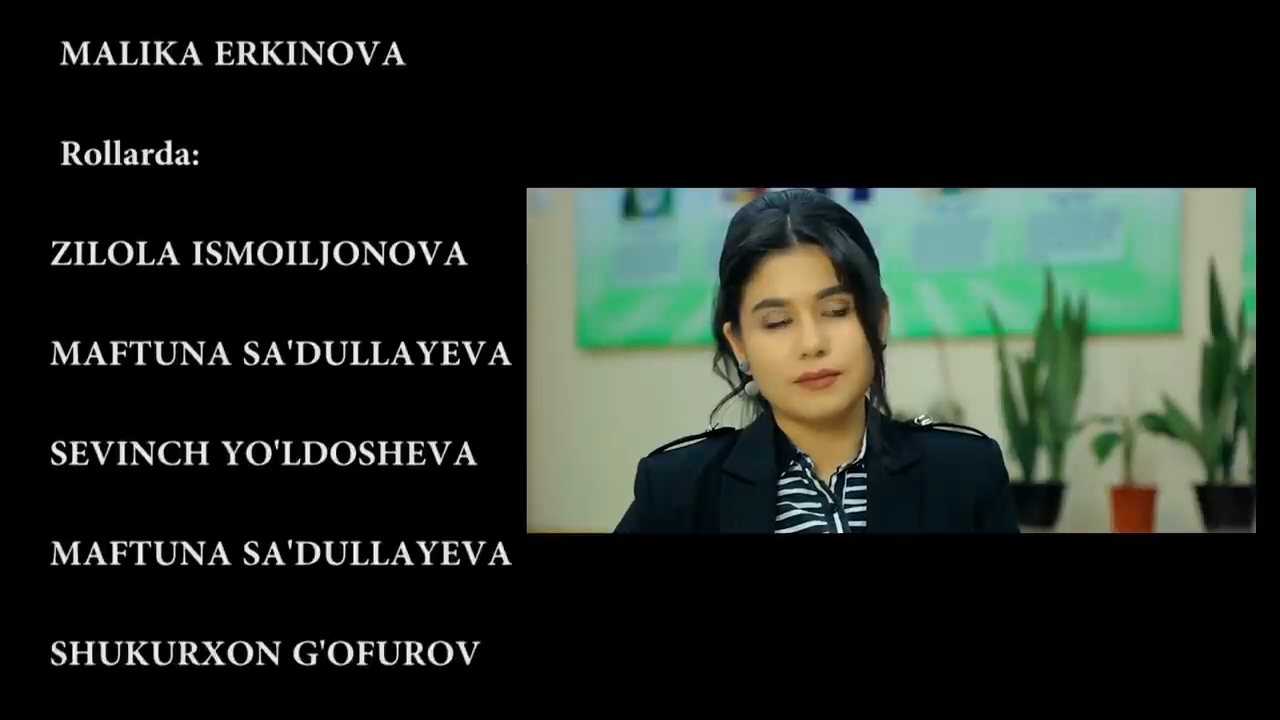 MALIKA ERKINOVA
Rollarda:
ZILOLA ISMOILJONOVA
MAFTUNA SA'DULLAYEVA
SEVINCH YO'LDOSHEVA
MAFTUNA SA'DULLAYEVA
SHUKURXON G'OFUROV